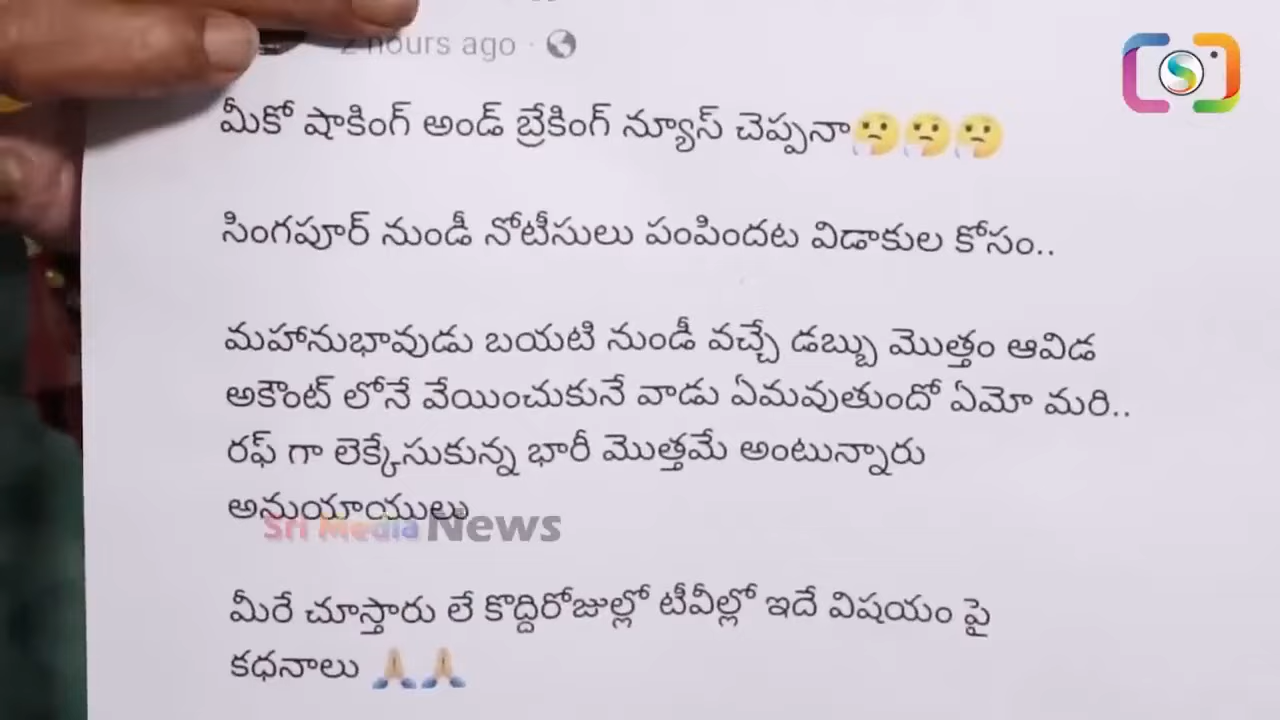 2 hours ago ·
మీకో షాకింగ్ అండ్ బ్రేకింగ్ న్యూస్ చెప్పనా🤔🤔🤔
సింగపూర్ నుండీ నోటీసులు పంపిందట విడాకుల కోసం..
మహానుభావుడు బయటి నుండీ వచ్చే డబ్బు మొత్తం ఆవిడ
అకౌంట్ లోనే వేయించుకునే వాడు ఏమవుతుందో ఏమో మరి..
రఫ్ గా లెక్కేసుకున్న భారీ మొత్తమే అంటున్నారు
అనుయాయులు
Sri Media News
మీరే చూస్తారు లే కొద్దిరోజుల్లో టీవీల్లో ఇదే విషయం పై
కధనాలు 🙏🙏